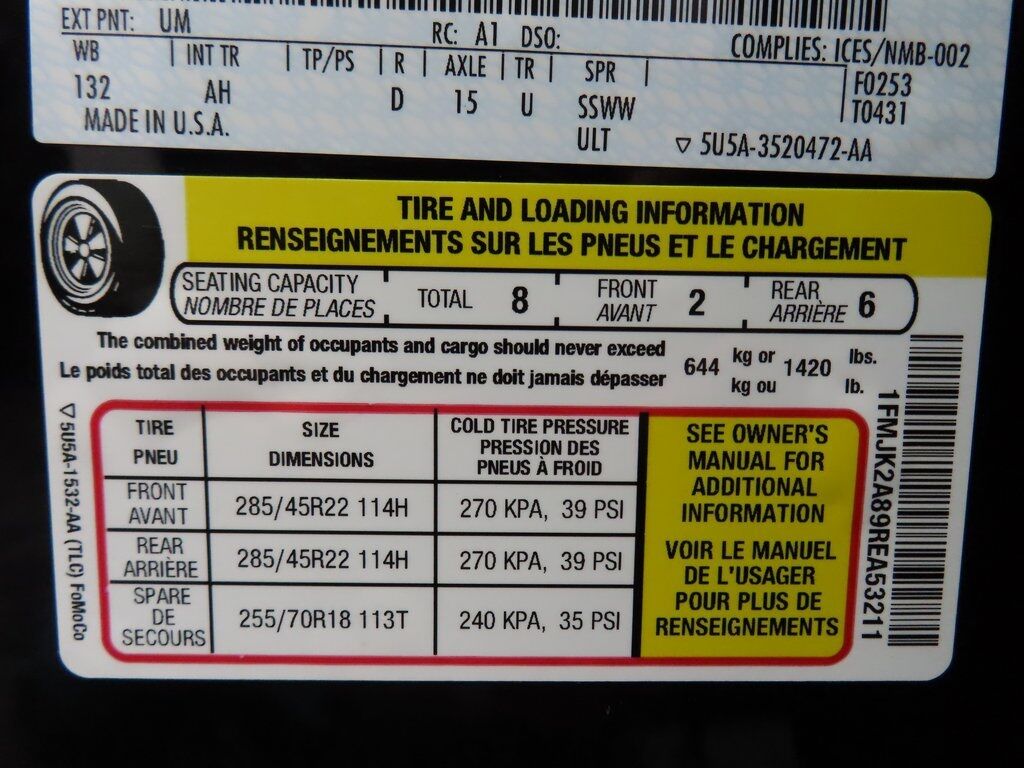 EXT PNT: UM RC: A1 DSO: COMPLIES: ICES/NMB-002
WB INT TR TP/PS R AXLE TR SPR F0253
132 AH D 15 U SSWW T0431
MADE IN U.S.A. ULT ▽ 5U5A-3520472-AA
TIRE AND LOADING INFORMATION
RENSEIGNEMENTS SUR LES PNEUS ET LE CHARGEMENT
SEATING CAPACITY
NOMBRE DE PLACES
TOTAL 8
FRONT
AVANT
2
REAR
ARRIÈRE
6
The combined weight of occupants and cargo should never exceed 644 kg or 1420 lbs.
Le poids total des occupants et du chargement ne doit jamais dépasser kg ou lb.
TIRE
PNEU
SIZE
DIMENSIONS
COLD TIRE PRESSURE
PRESSION DES
PNEUS À FROID
FRONT
AVANT
285/45R22 114H
270 KPA, 39 PSI
REAR
ARRIÈRE
285/45R22 114H
270 KPA, 39 PSI
SPARE
DE
SECOURS
255/70R18 113T
240 KPA, 35 PSI
SEE OWNER'S
MANUAL FOR
ADDITIONAL
INFORMATION
VOIR LE MANUEL
DE L'USAGER
POUR PLUS DE
RENSEIGNEMENTS
▽ 5U5A-1532-AA (TLC) FoMoCo
1FMJK2A89REA53211